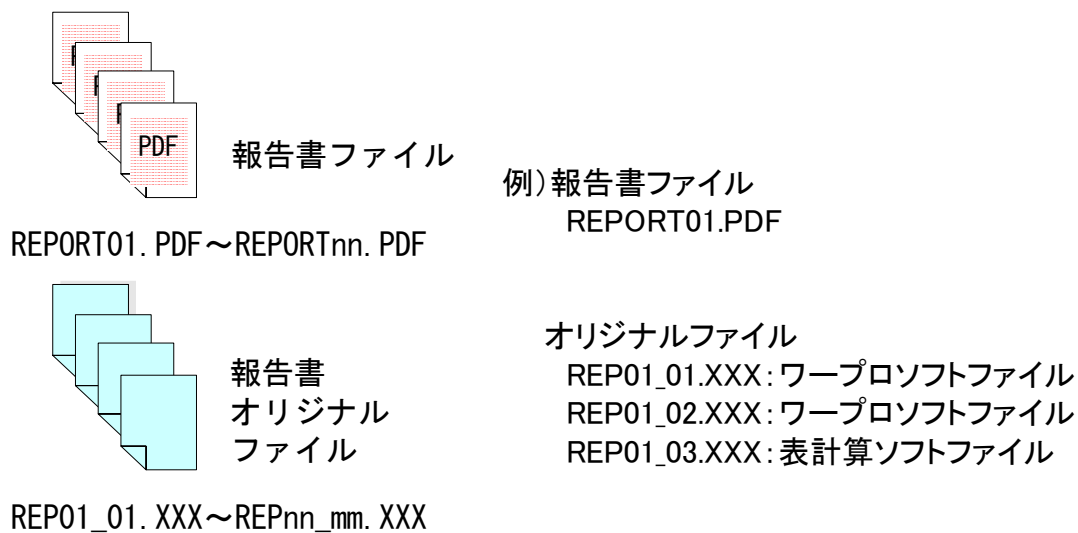 PDF
報告書ファイル
REPORT01.PDF～REPORTnn.PDF
例）報告書ファイル
REPORT01.PDF
報告書
オリジナル
ファイル
REP01_01.XXX～REPnn_mm.XXX
オリジナルファイル
REP01_01.XXX：ワープロソフトファイル
REP01_02.XXX：ワープロソフトファイル
REP01_03.XXX：表計算ソフトファイル